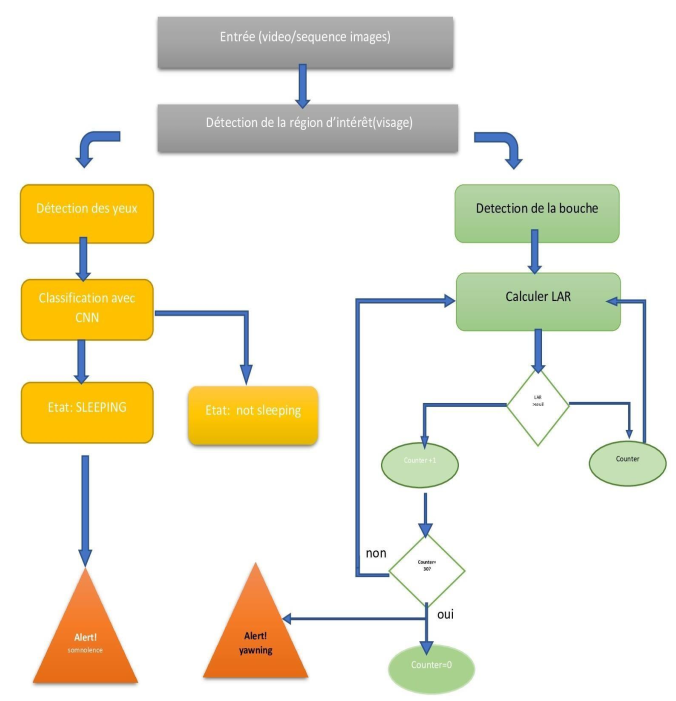 Entrée (video/sequence images)
Détection de la région d'intérêt(visage)
Détection des yeux
Classification avec
CNN
Etat: SLEEPING
Etat: not sleeping
Alert!
somnolence
Detection de la bouche
Calculer LAR
LAR
Counter +1
Counter
Counter=
30?
non
oui
Alert!
yawning
Counter=0